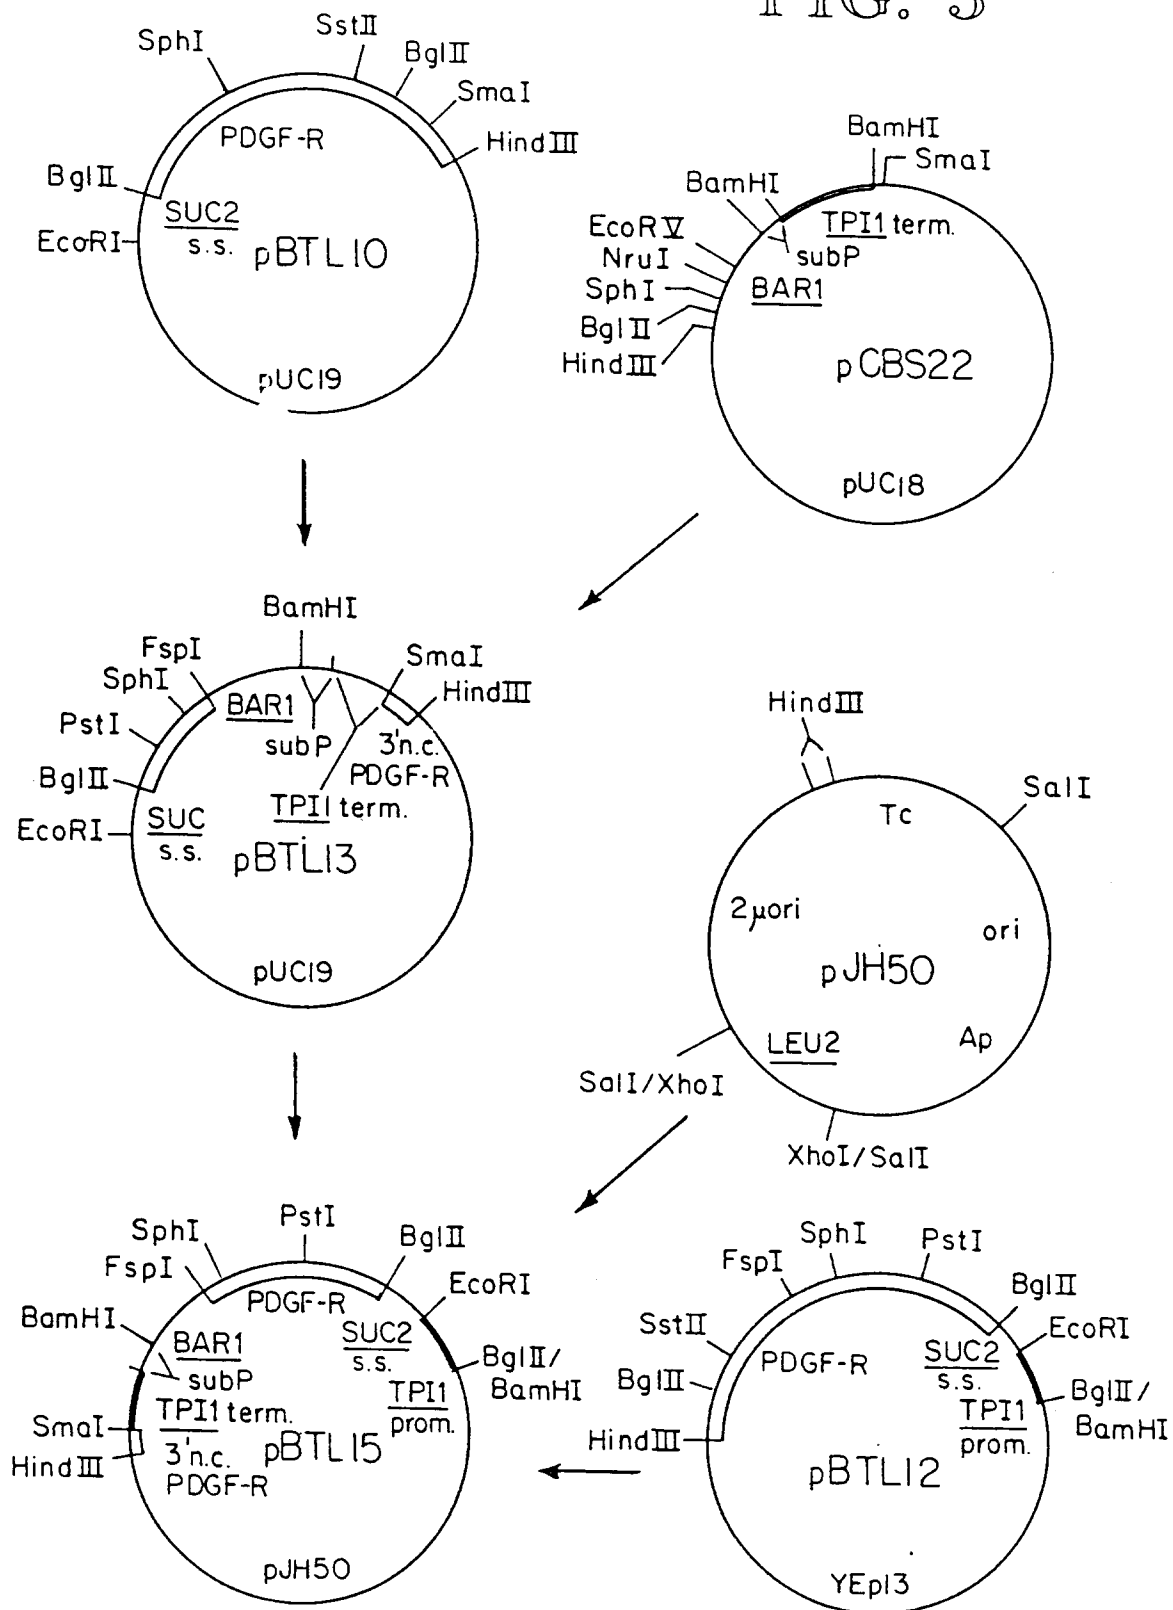 FIG. 3
SphI
SstII
BglII
SmaI
HindIII
PDGF-R
BglII
EcoRI
SUC2
s.s.
pBTL10
pUC19
BamHI
SmaI
BamHI
EcoRV
NruI
SphI
BglII
HindIII
TPI1 term.
subP
BAR1
pCBS22
pUC18
BamHI
FspI
SphI
PstI
BglII
EcoRI
SmaI
HindIII
BAR1
subP
3'n.c.
PDGF-R
TPI1 term.
SUC
s.s.
pBTL13
pUC19
HindIII
SalI
Tc
2μori
ori
pJH50
LEU2
Ap
SalI/XhoI
XhoI/SalI
PstI
SphI
FspI
BglII
EcoRI
BamHI
PDGF-R
BAR1
subP
SUC2
s.s.
BglII/
BamHI
TPI1
prom.
SmaI
HindIII
TPI1 term.
3'n.c.
PDGF-R
pBTL15
pJH50
SphI
PstI
FspI
BglII
SstII
EcoRI
BglII
PDGF-R
SUC2
s.s.
BglII/
BamHI
TPI1
prom.
HindIII
pBTL12
YEp13